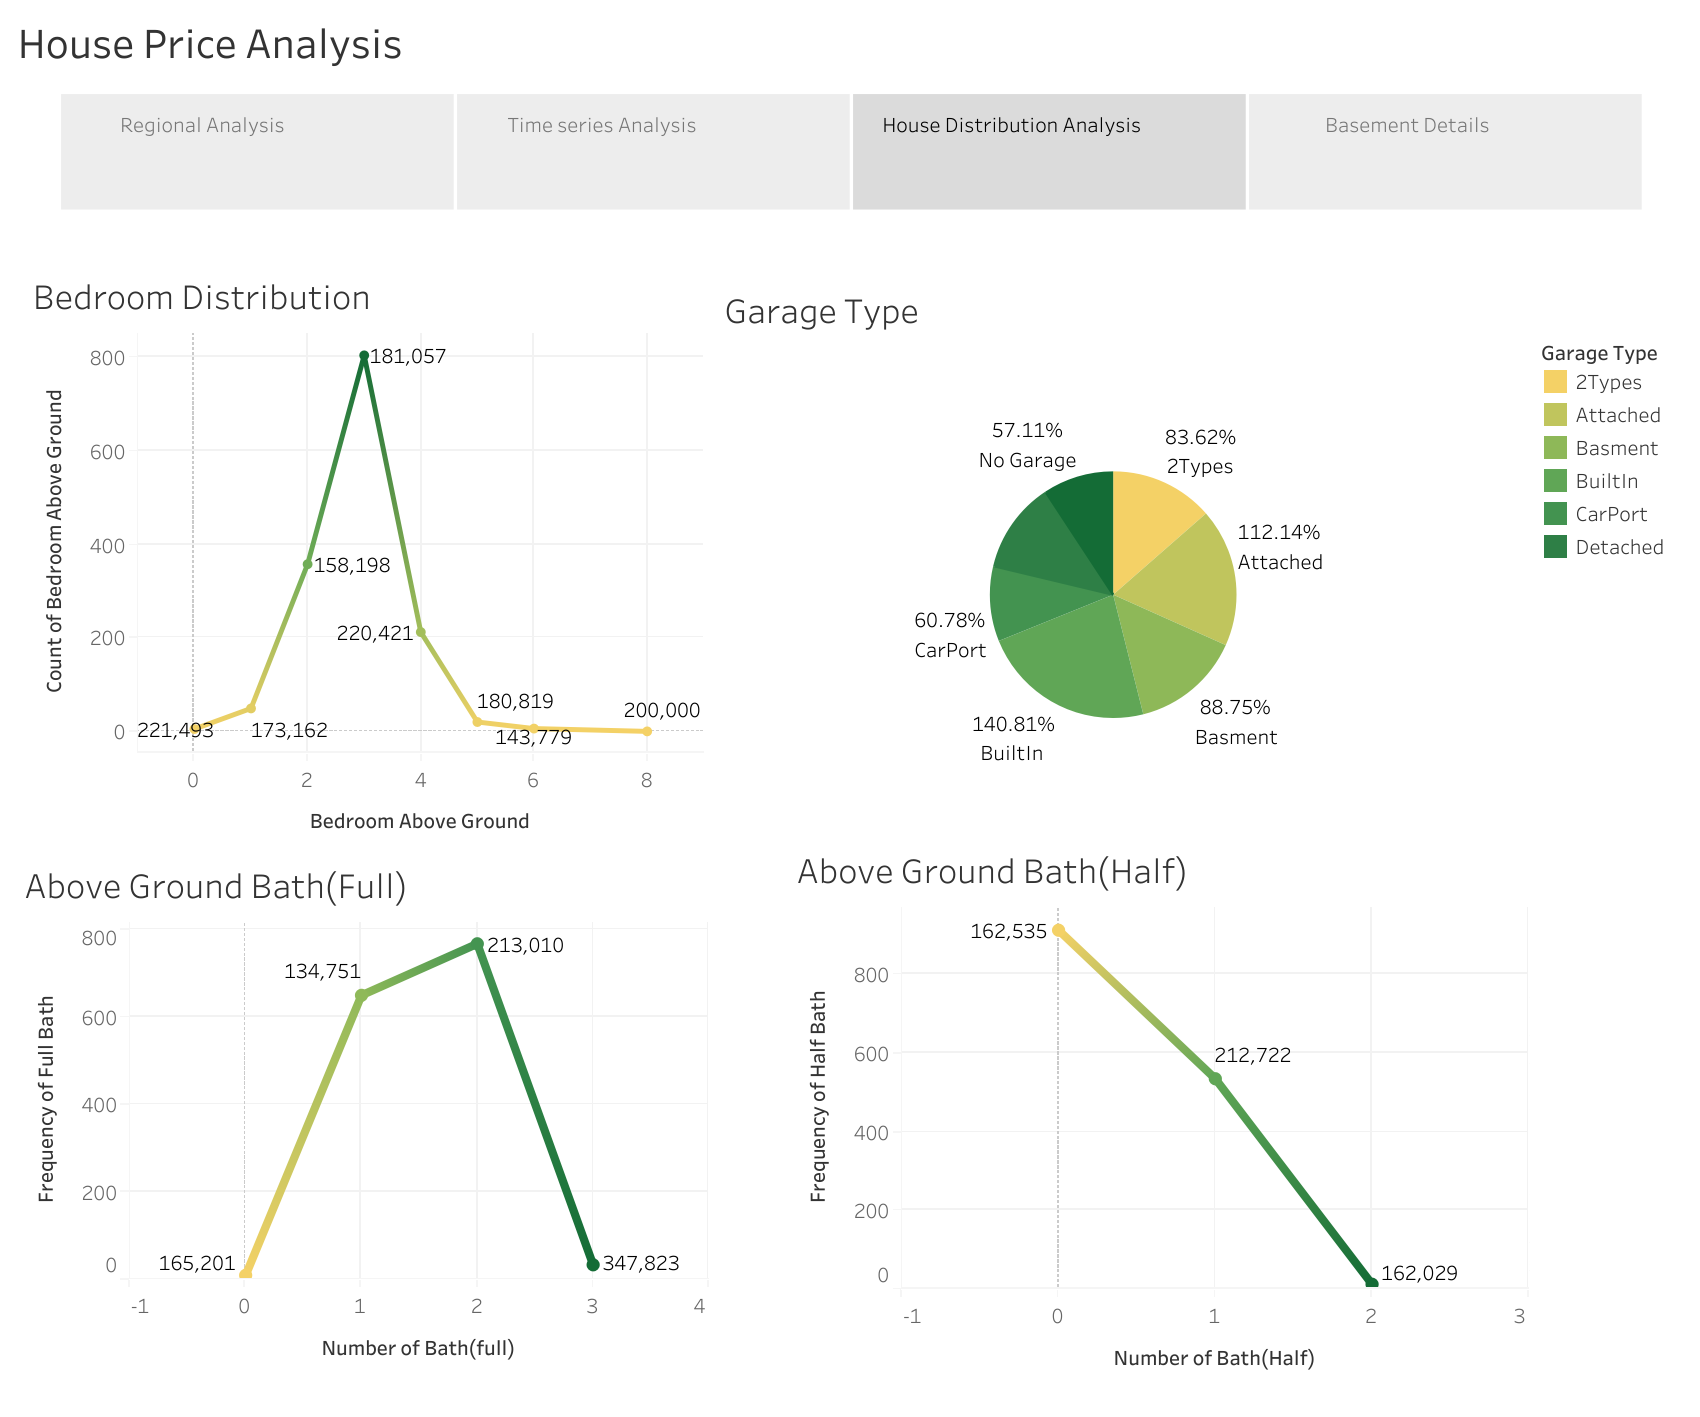 House Price Analysis
Regional Analysis
Time series Analysis
House Distribution Analysis
Basement Details
Bedroom Distribution
Count of Bedroom Above Ground
800
600
400
200
0
181,057
158,198
220,421
180,819
200,000
221,493
173,162
143,779
0
2
4
6
8
Bedroom Above Ground
Garage Type
57.11%
No Garage
83.62%
2Types
112.14%
Attached
60.78%
CarPort
88.75%
Basment
140.81%
BuiltIn
Garage Type
2Types
Attached
Basment
BuiltIn
CarPort
Detached
Above Ground Bath(Full)
Frequency of Full Bath
800
600
400
200
0
134,751
213,010
165,201
347,823
-1
0
1
2
3
4
Number of Bath(full)
Above Ground Bath(Half)
Frequency of Half Bath
800
600
400
200
0
162,535
212,722
162,029
-1
0
1
2
3
Number of Bath(Half)